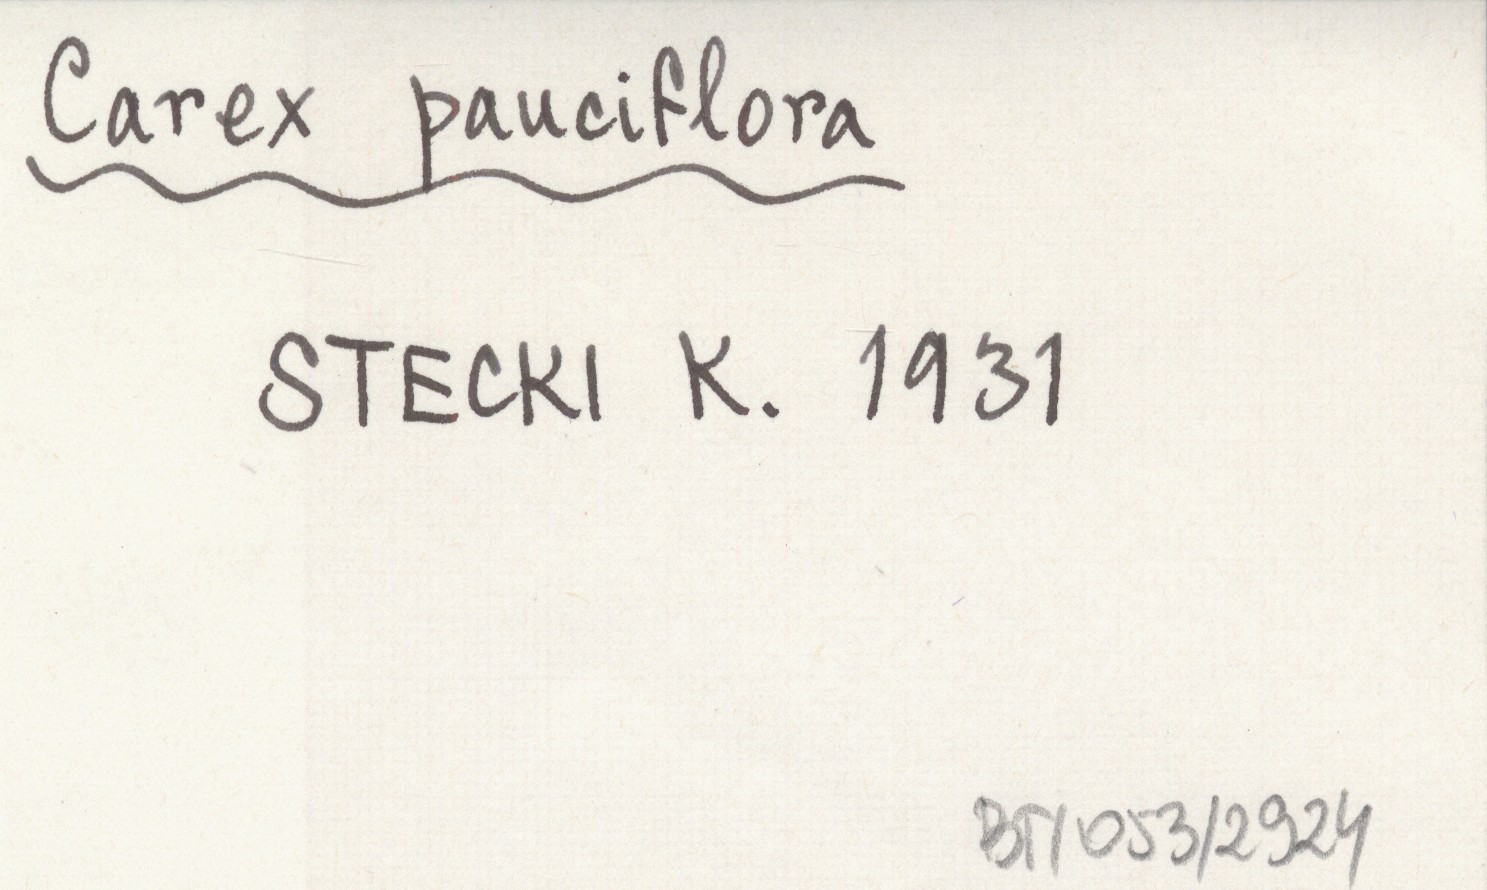 Carex pauciflora
STECKI K. 1931
BT/053/2924